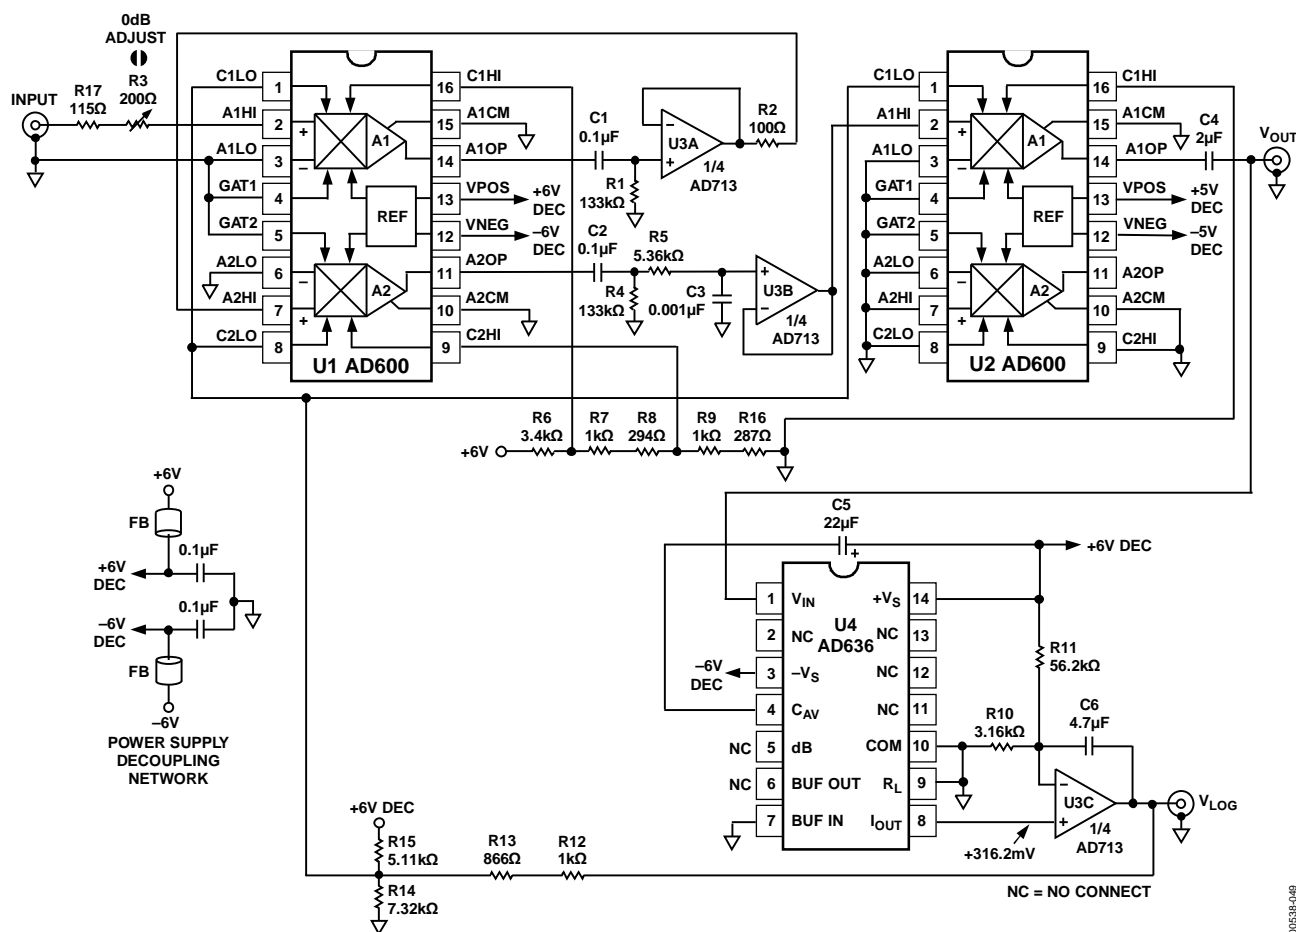 0dB
ADJUST
INPUT
R17
115Ω
R3
200Ω
C1LO
A1HI
A1LO
GAT1
GAT2
A2LO
A2HI
C2LO
1
2
3
4
5
6
7
8
+
–
–
+
A1
REF
A2
U1 AD600
16
15
14
13
12
11
10
9
C1HI
A1CM
A1OP
VPOS
VNEG
A2OP
A2CM
C2HI
+6V
DEC
–6V
DEC
C1
0.1µF
R1
133kΩ
–
+
U3A
1/4
AD713
R2
100Ω
C2
0.1µF
R5
5.36kΩ
R4
133kΩ
C3
0.001µF
+
–
U3B
1/4
AD713
C1LO
A1HI
A1LO
GAT1
GAT2
A2LO
A2HI
C2LO
1
2
3
4
5
6
7
8
+
–
–
+
A1
REF
A2
U2 AD600
16
15
14
13
12
11
10
9
C1HI
A1CM
A1OP
VPOS
VNEG
A2OP
A2CM
C2HI
+5V
DEC
–5V
DEC
C4
2µF
VOUT
+6V
R6
3.4kΩ
R7
1kΩ
R8
294Ω
R9
1kΩ
R16
287Ω
+6V
FB
0.1µF
+6V
DEC
0.1µF
–6V
DEC
FB
–6V
POWER SUPPLY
DECOUPLING
NETWORK
C5
22µF
+
+6V DEC
U4
AD636
1
2
3
4
5
6
7
VIN
NC
–VS
CAV
dB
BUF OUT
BUF IN
–6V
DEC
NC
NC
+VS
NC
NC
NC
COM
RL
IOUT
14
13
12
11
10
9
8
R11
56.2kΩ
R10
3.16kΩ
C6
4.7µF
–
+
U3C
1/4
AD713
VLOG
+316.2mV
NC = NO CONNECT
+6V DEC
R15
5.11kΩ
R14
7.32kΩ
R13
866Ω
R12
1kΩ
00538-049